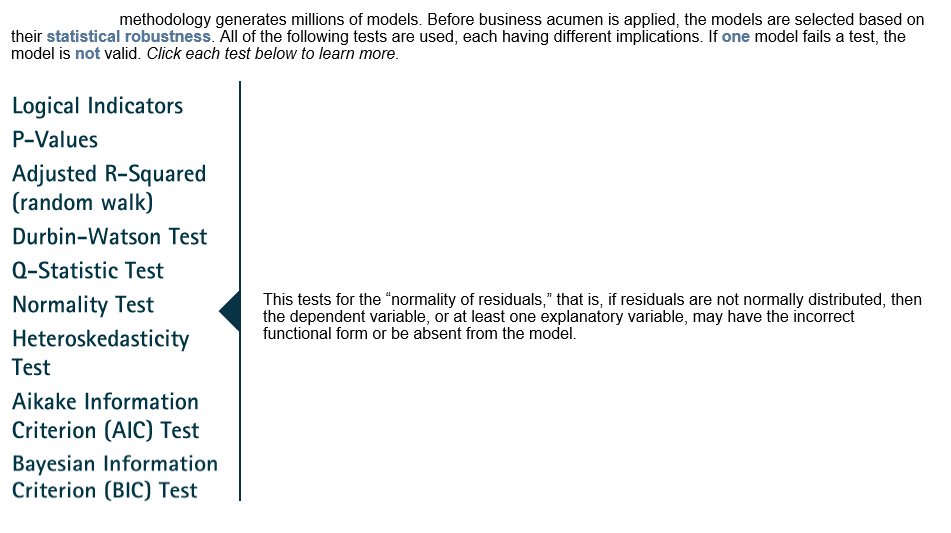 methodology generates millions of models. Before business acumen is applied, the models are selected based on
their statistical robustness. All of the following tests are used, each having different implications. If one model fails a test, the
model is not valid. Click each test below to learn more.
Logical Indicators
P-Values
Adjusted R-Squared
(random walk)
Durbin-Watson Test
Q-Statistic Test
Normality Test
Heteroskedasticity
Test
Aikake Information
Criterion (AIC) Test
Bayesian Information
Criterion (BIC) Test
This tests for the “normality of residuals,” that is, if residuals are not normally distributed, then
the dependent variable, or at least one explanatory variable, may have the incorrect
functional form or be absent from the model.